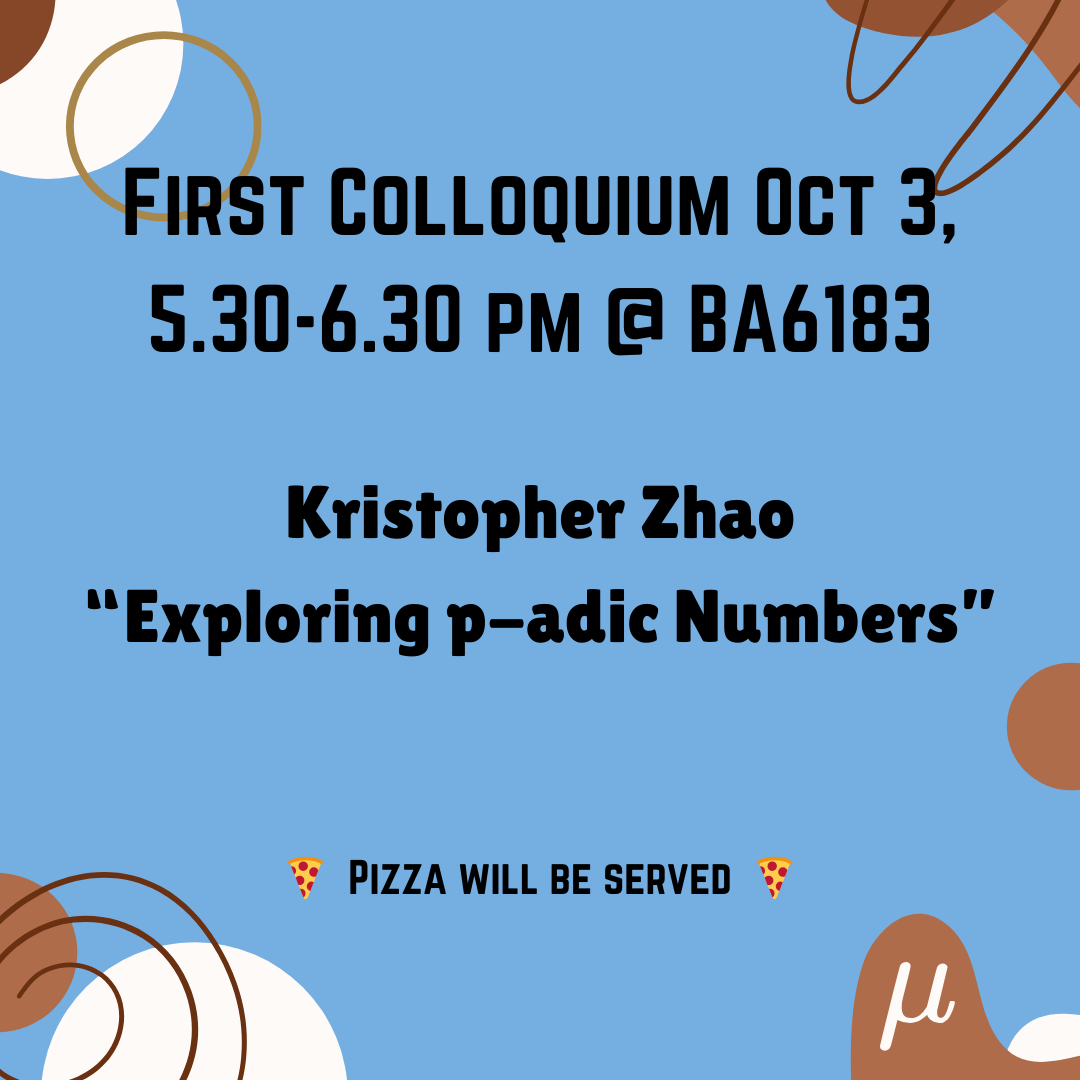 First Colloquium Oct 3,
5.30-6.30 pm @ BA6183
Kristopher Zhao
“Exploring p-adic Numbers”
🍕 Pizza will be served 🍕
μ